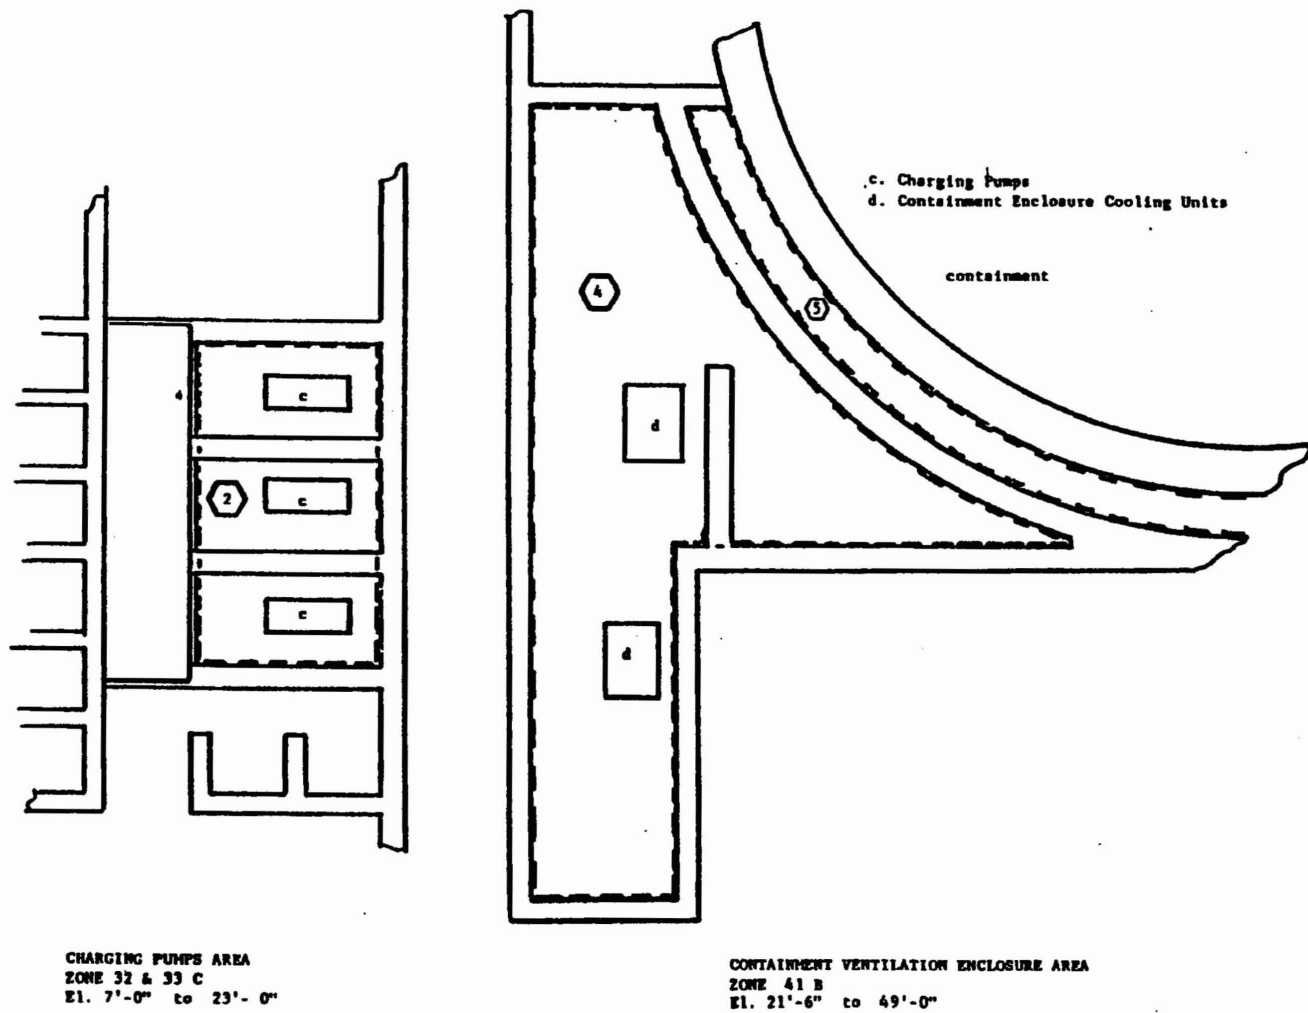 c. Charging Pumps
d. Containment Enclosure Cooling Units
containment
4
5
4
c
d
2
c
c
d
CHARGING PUMPS AREA
ZONE 32 & 33 C
El. 7'-0" to 23'- 0"
CONTAINMENT VENTILATION ENCLOSURE AREA
ZONE 41 B
El. 21'-6" to 49'-0"